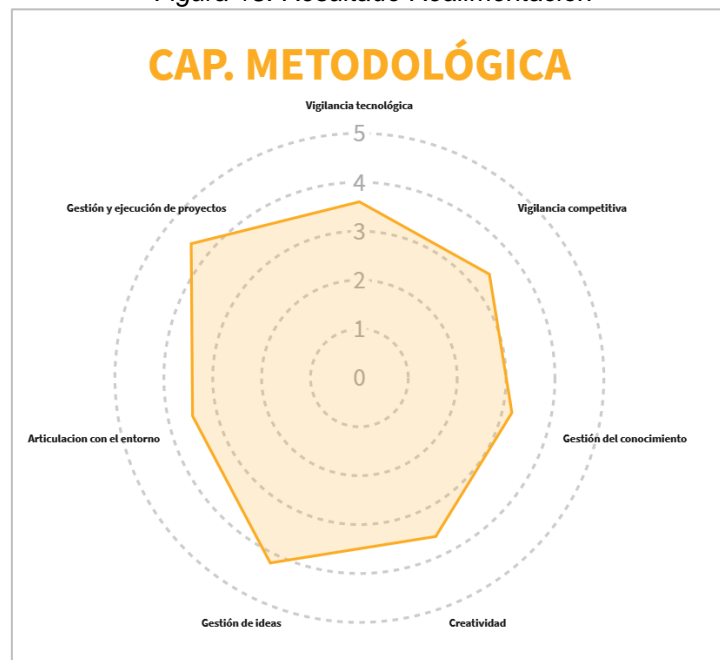 CAP. METODOLÓGICA
Vigilancia tecnológica
5
4
Gestión y ejecución de proyectos
Vigilancia competitiva
3
2
1
0
Articulacion con el entorno
Gestión del conocimiento
Gestión de ideas
Creatividad